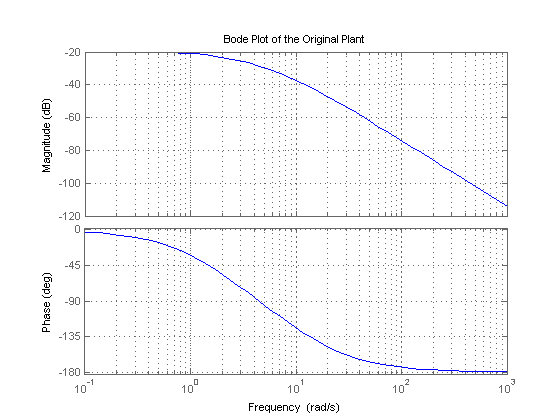 Bode Plot of the Original Plant
-20
-40
-60
-80
-100
-120
Magnitude (dB)
0
-45
-90
-135
-180
Phase (deg)
10^-1 10^0 10^1 10^2 10^3
Frequency (rad/s)